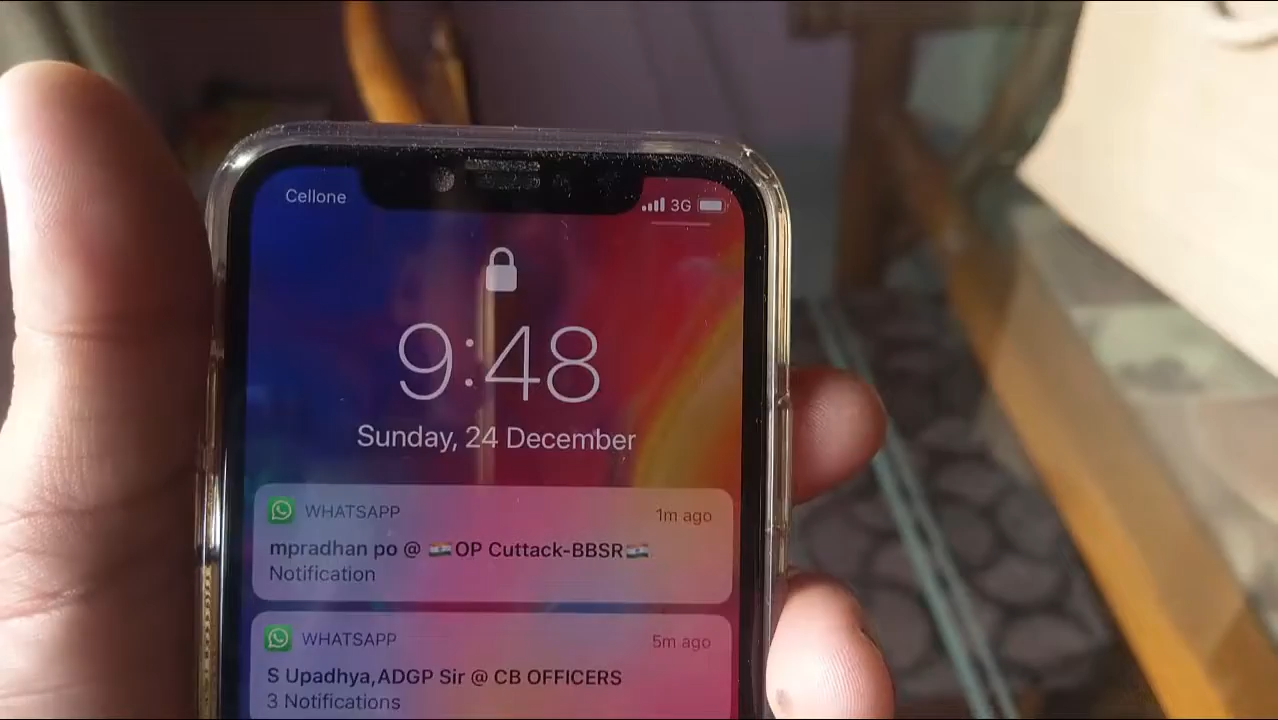 Cellone
3G
9:48
Sunday, 24 December
WHATSAPP
1m ago
mpradhan po @ 🇮🇳OP Cuttack-BBSR🇮🇳
Notification
WHATSAPP
5m ago
S Upadhya,ADGP Sir @ CB OFFICERS
3 Notifications